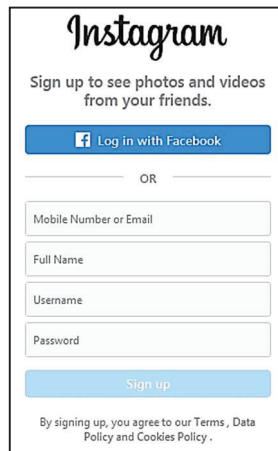 Instagram
Sign up to see photos and videos
from your friends.
Log in with Facebook
OR
Mobile Number or Email
Full Name
Username
Password
Sign up
By signing up, you agree to our Terms , Data
Policy and Cookies Policy .